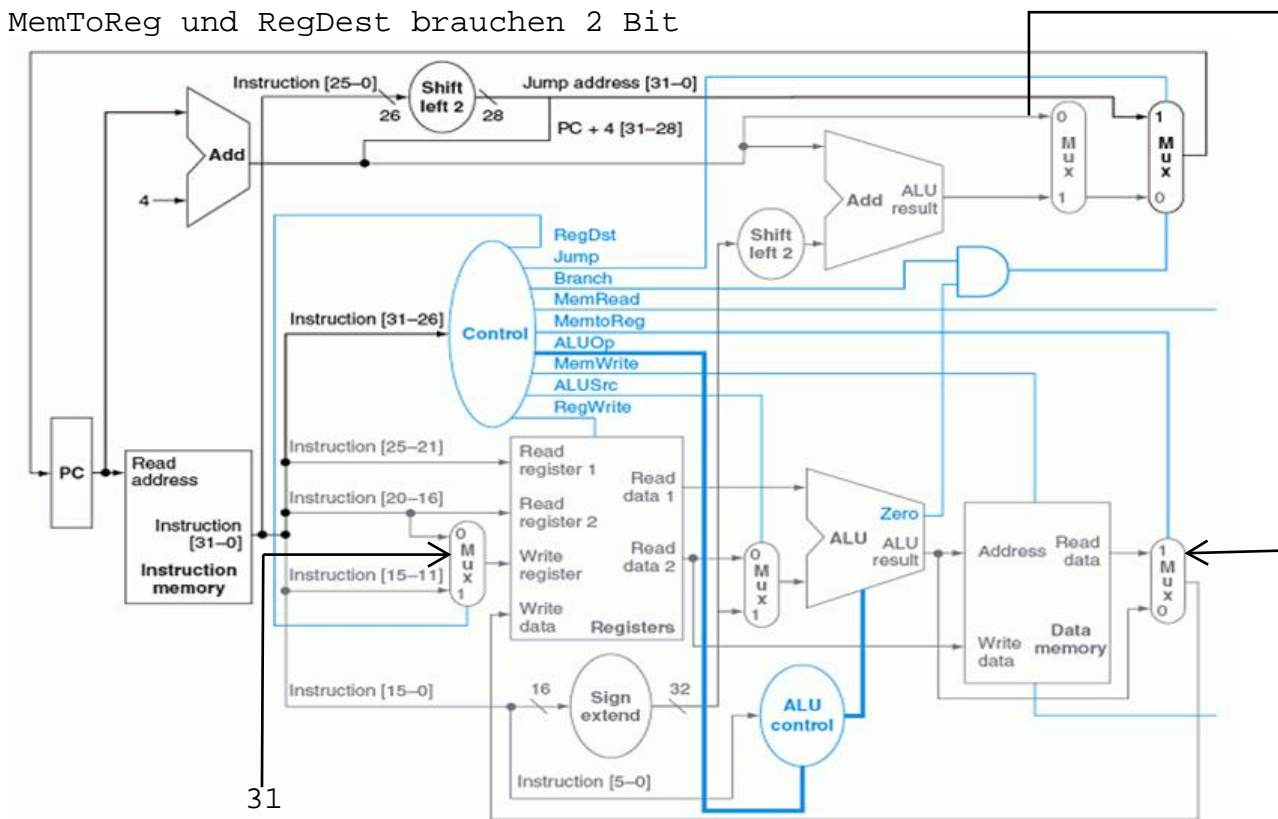 MemToReg und RegDest brauchen 2 Bit
Instruction [25–0]
26
Shift
left 2
28
Jump address [31–0]
PC + 4 [31–28]
Add
4
0
M
u
x
1
1
M
u
x
0
Add
ALU
result
Shift
left 2
RegDst
Jump
Branch
MemRead
MemtoReg
ALUOp
MemWrite
ALUSrc
RegWrite
Control
Instruction [31–26]
PC
Read
address
Instruction
[31–0]
Instruction
memory
Instruction [25–21]
Instruction [20–16]
Instruction [15–11]
0
M
u
x
1
Read
register 1
Read
register 2
Write
register
Write
data
Read
data 1
Read
data 2
Registers
0
M
u
x
1
Zero
ALU
ALU
result
Address
Read
data
Write
data
Data
memory
1
M
u
x
0
Instruction [15–0]
16
Sign
extend
32
ALU
control
Instruction [5–0]
31